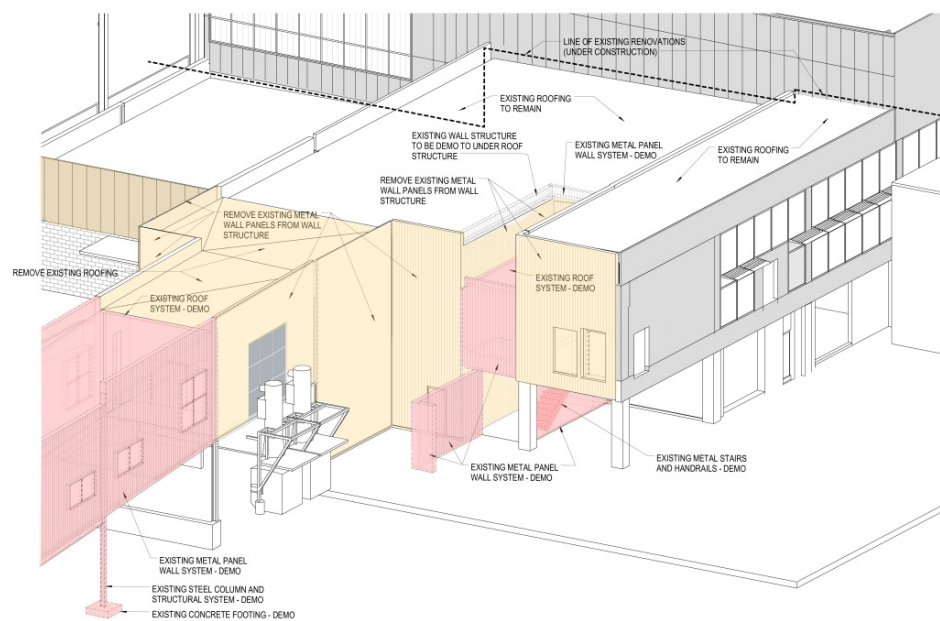 LINE OF EXISTING RENOVATIONS
(UNDER CONSTRUCTION)
EXISTING ROOFING
TO REMAIN
EXISTING WALL STRUCTURE
TO BE DEMO TO UNDER ROOF
STRUCTURE
EXISTING METAL PANEL
WALL SYSTEM - DEMO
EXISTING ROOFING
TO REMAIN
REMOVE EXISTING METAL
WALL PANELS FROM WALL
STRUCTURE
REMOVE EXISTING METAL
WALL PANELS FROM WALL
STRUCTURE
REMOVE EXISTING ROOFING
EXISTING ROOF
SYSTEM - DEMO
EXISTING ROOF
SYSTEM - DEMO
EXISTING METAL STAIRS
AND HANDRAILS - DEMO
EXISTING METAL PANEL
WALL SYSTEM - DEMO
EXISTING METAL PANEL
WALL SYSTEM - DEMO
EXISTING STEEL COLUMN AND
STRUCTURAL SYSTEM - DEMO
EXISTING CONCRETE FOOTING - DEMO